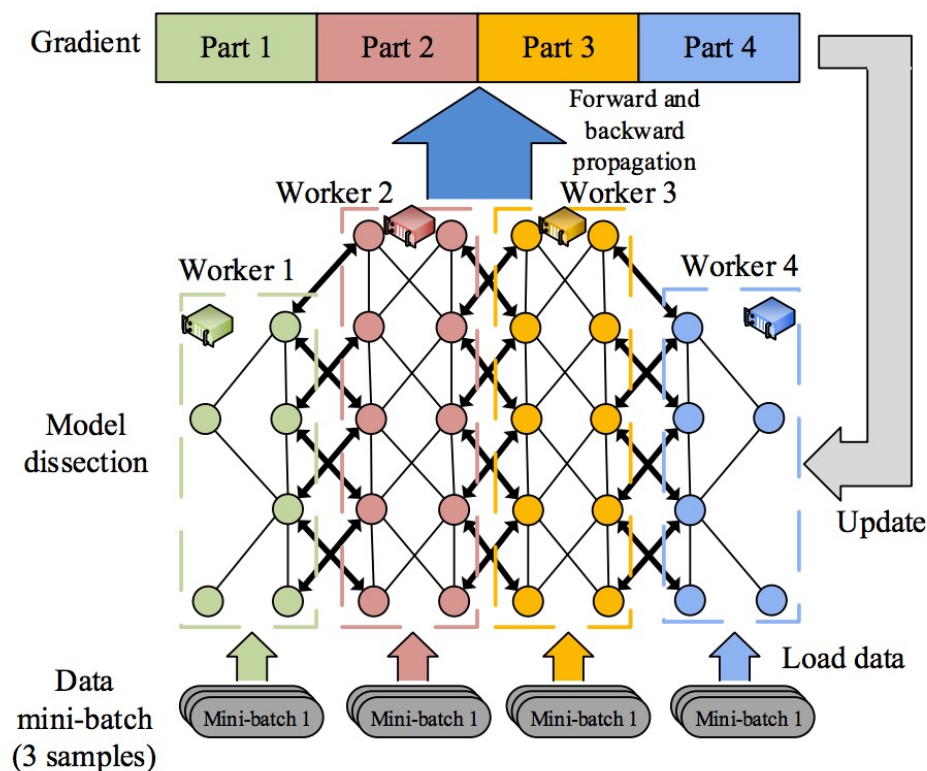 Gradient
Part 1
Part 2
Part 3
Part 4
Forward and
backward
propagation
Worker 2
Worker 3
Worker 1
Worker 4
Model
dissection
Update
Load data
Data
mini-batch
(3 samples)
Mini-batch 1
Mini-batch 1
Mini-batch 1
Mini-batch 1